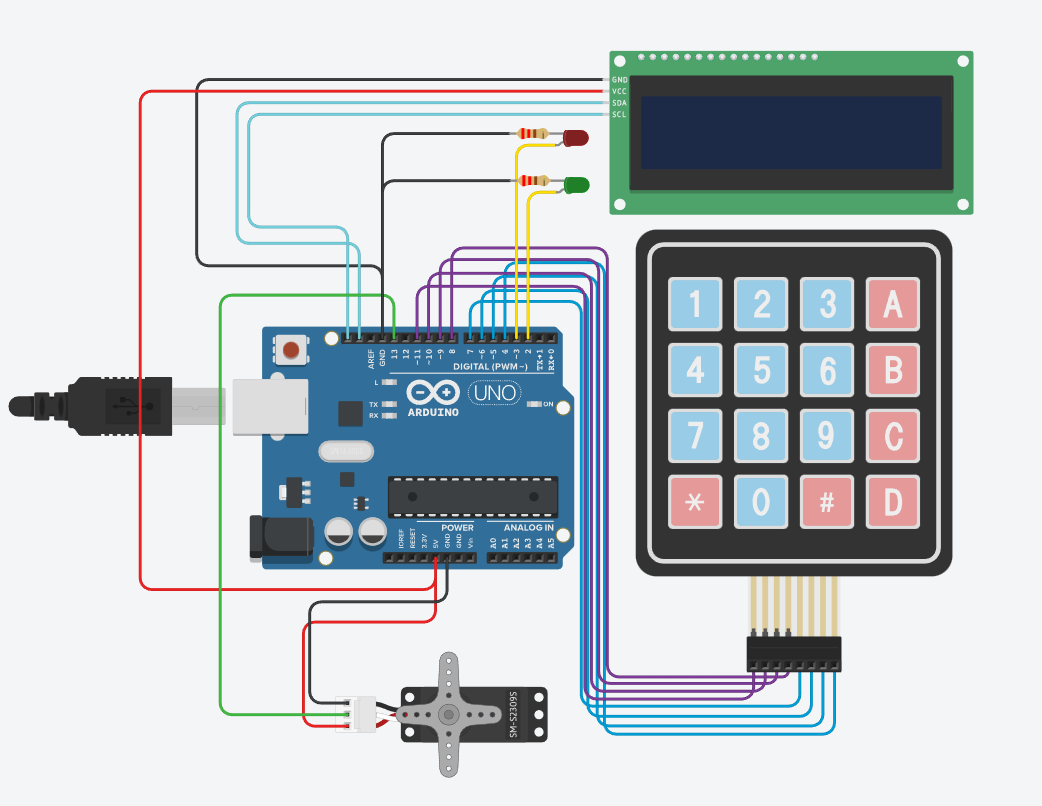 GND
VCC
SDA
SCL
1 2 3 A
4 5 6 B
7 8 9 C
* 0 # D
AREF
GND
13
12
~11
~10
~9
8
7
~6
~5
4
~3
2
TX→1
RX←0
DIGITAL (PWM~)
L
TX
RX
ARDUINO
UNO
ON
POWER
ANALOG IN
IOREF
RESET
3.3V
5V
GND
GND
Vin
A0
A1
A2
A3
A4
A5
SM-S2309S